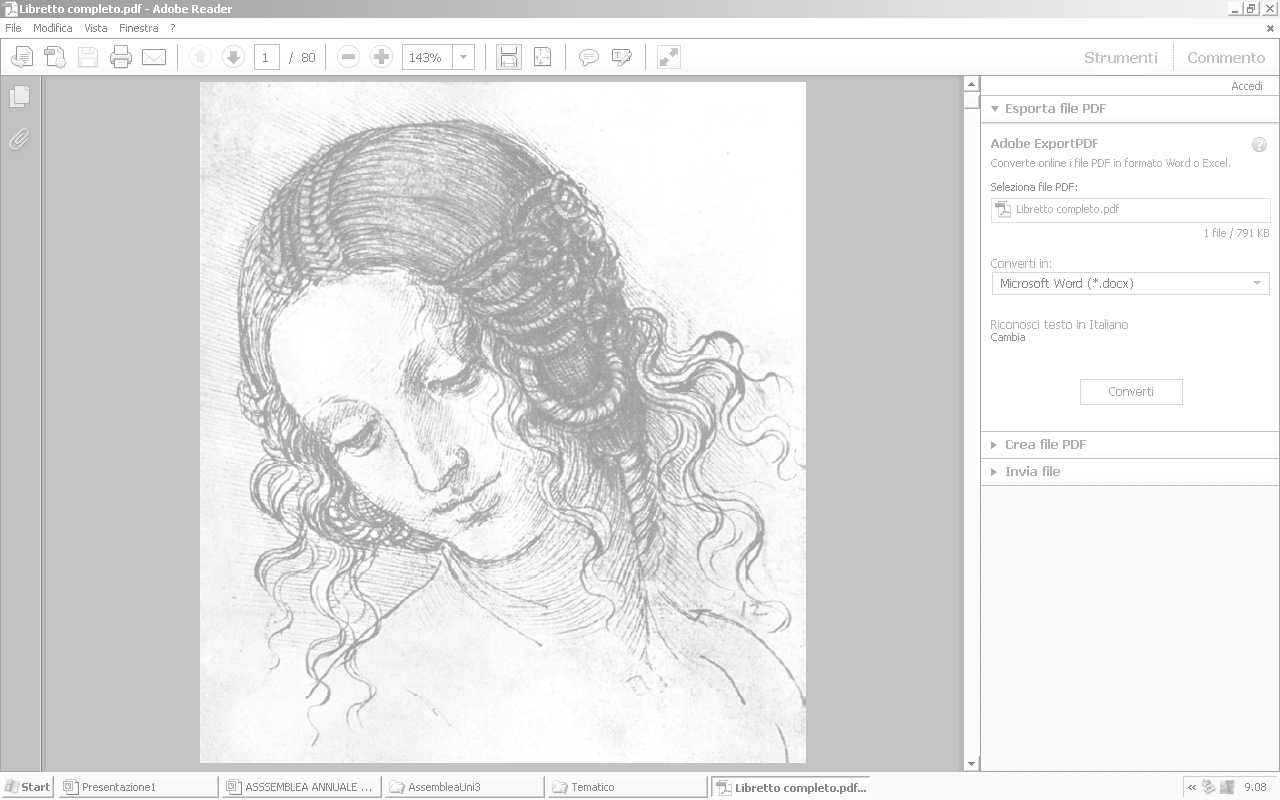 Libretto completo.pdf - Adobe Reader
File Modifica Vista Finestra ?
1 / 80 143% Strumenti Commento
Accedi
Esporta file PDF
Adobe ExportPDF
Converte online i file PDF in formato Word o Excel.
Seleziona file PDF:
Libretto completo.pdf
1 file / 791 KB
Converti in:
Microsoft Word (*.docx)
Riconosci testo in Italiano
Cambia
Converti
Crea file PDF
Invia file
12
Start Presentazione1 ASSSEMBLEA ANNUALE ... AssembleaUni3 Tematico Libretto completo.pdf... « 9.08